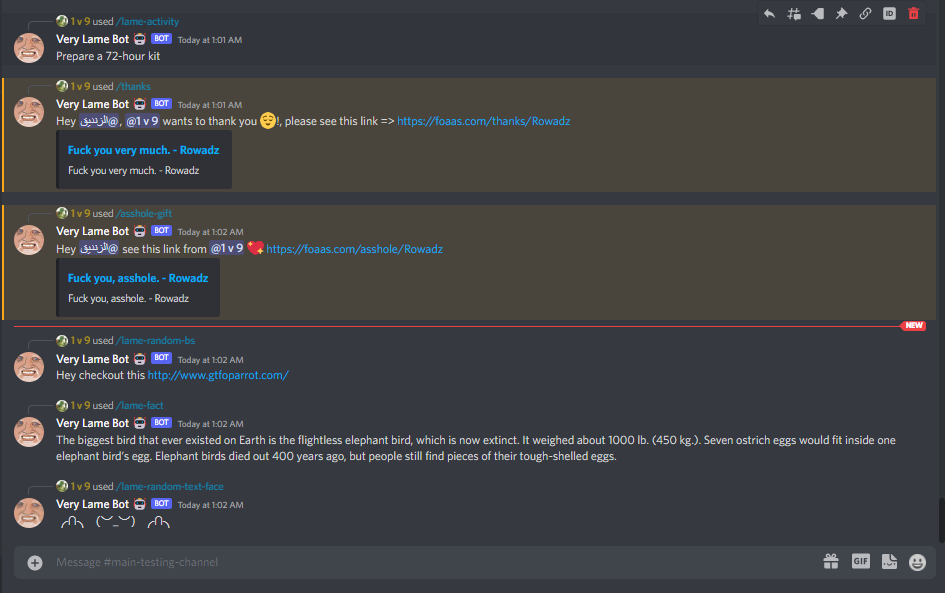 1 v 9 used /lame-activity
Very Lame Bot BOT Today at 1:01 AM
Prepare a 72-hour kit
1 v 9 used /thanks
Very Lame Bot BOT Today at 1:01 AM
Hey @, @1 v 9 wants to thank you 😌!, please see this link => https://foaas.com/thanks/Rowadz
Fuck you very much. - Rowadz
Fuck you very much. - Rowadz
1 v 9 used /asshole-gift
Very Lame Bot BOT Today at 1:02 AM
Hey @ see this link from @1 v 9 💖 https://foaas.com/asshole/Rowadz
Fuck you, asshole. - Rowadz
Fuck you, asshole. - Rowadz
NEW
1 v 9 used /lame-random-bs
Very Lame Bot BOT Today at 1:02 AM
Hey checkout this http://www.gtfoparrot.com/
1 v 9 used /lame-fact
Very Lame Bot BOT Today at 1:02 AM
The biggest bird that ever existed on Earth is the flightless elephant bird, which is now extinct. It weighed about 1000 lb. (450 kg.). Seven ostrich eggs would fit inside one
elephant bird's egg. Elephant birds died out 400 years ago, but people still find pieces of their tough-shelled eggs.
1 v 9 used /lame-random-text-face
Very Lame Bot BOT Today at 1:02 AM
Message #main-testing-channel
GIF
ID